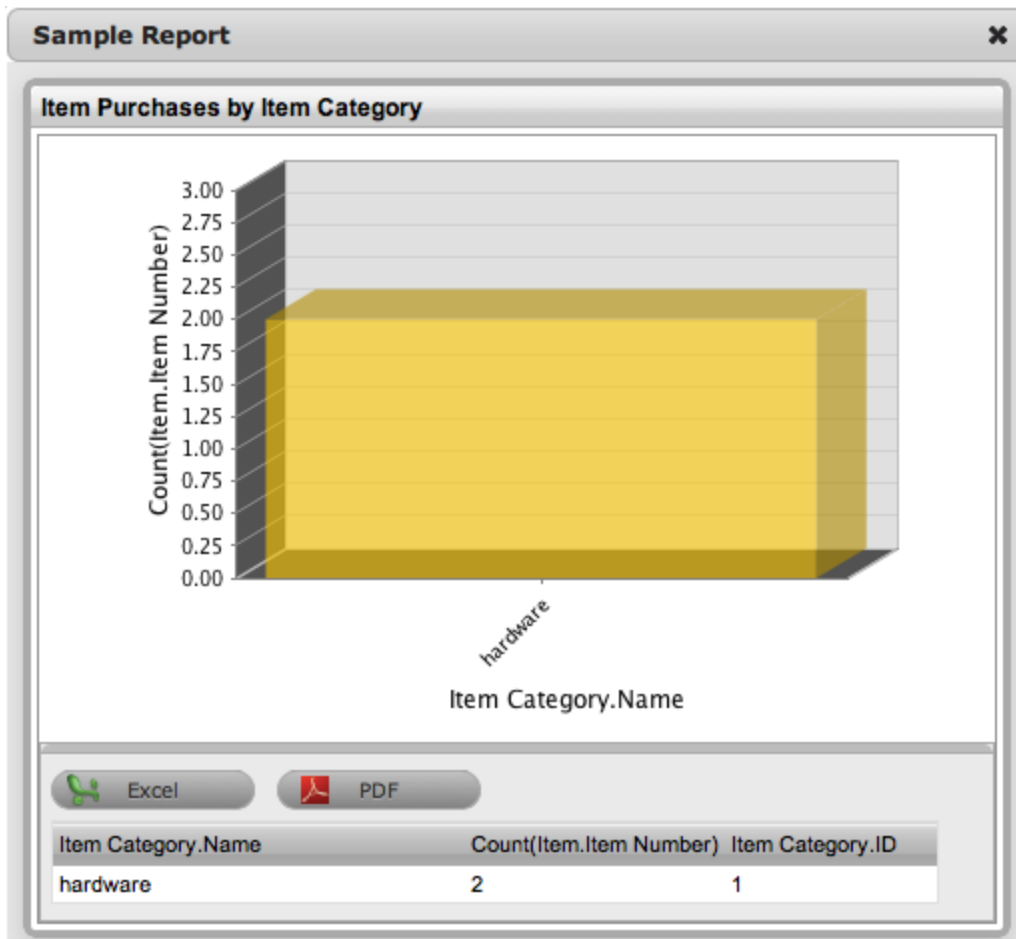 Sample Report
Item Purchases by Item Category
3.00
2.75
2.50
2.25
2.00
1.75
1.50
1.25
1.00
0.75
0.50
0.25
0.00
Count(Item.Item Number)
hardware
Item Category.Name
Excel PDF
Item Category.Name Count(Item.Item Number) Item Category.ID
hardware 2 1